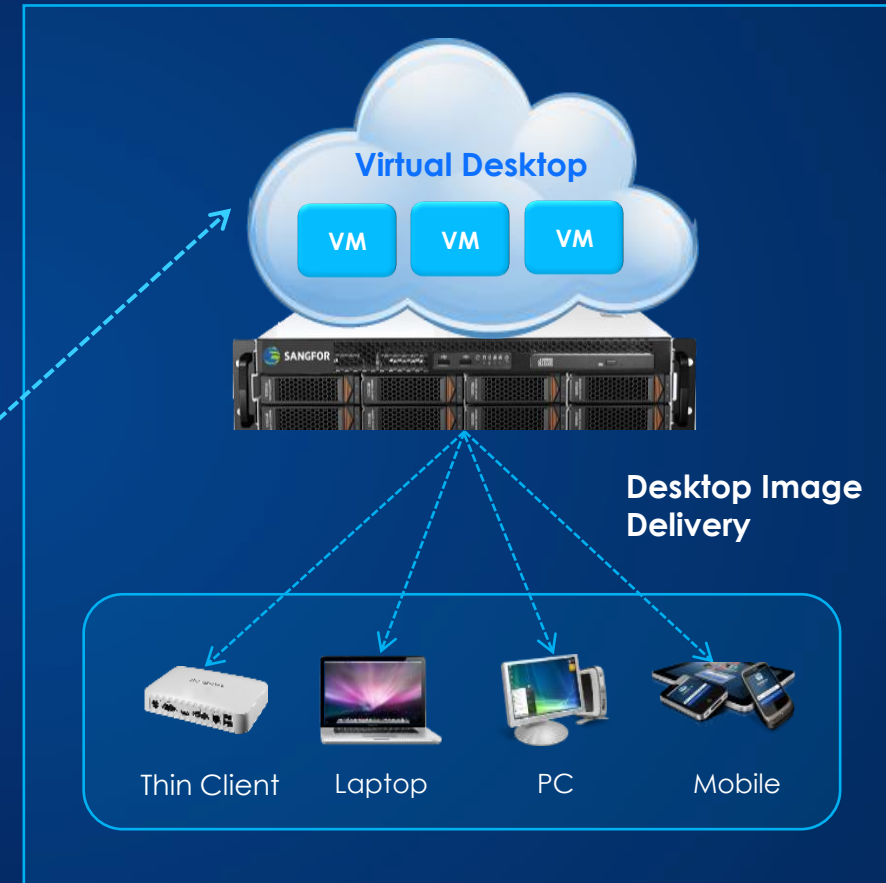 Virtual Desktop
VM
VM
VM
SANGFOR
Desktop Image
Delivery
Thin Client
Laptop
PC
Mobile